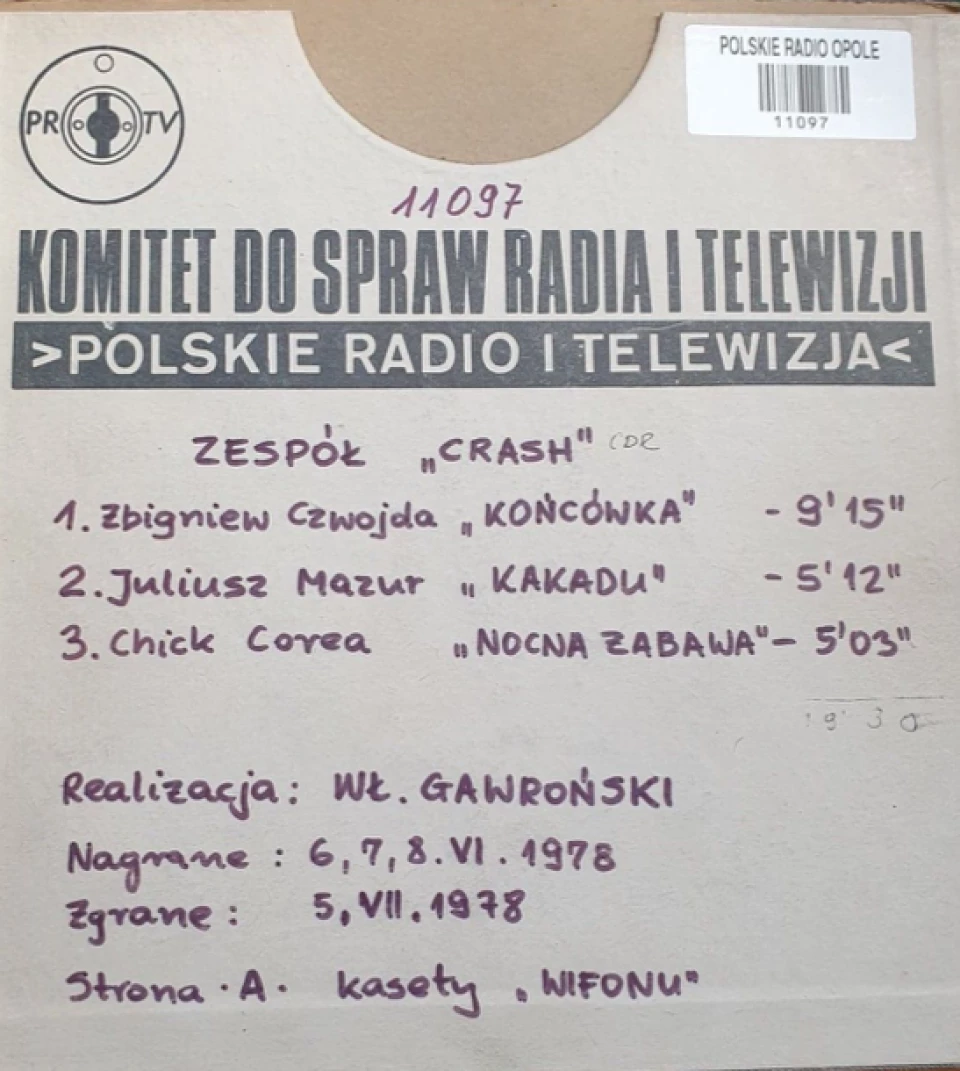 PR TV
POLSKIE RADIO OPOLE
11097
11097
KOMITET DO SPRAW RADIA I TELEWIZJI
>POLSKIE RADIO I TELEWIZJA<
ZESPÓŁ „CRASH" CDR
1. Zbigniew Czwojda „KOŃCÓWKA" - 9'15"
2. Juliusz Mazur „KAKADU" - 5'12"
3. Chick Corea „NOCNA ZABAWA" - 5'03"
Realizacja: WŁ. GAWROŃSKI
Nagrane : 6, 7, 8. VI. 1978
Zgrane : 5, VII. 1978
Strona ·A· kasety „WIFONU"